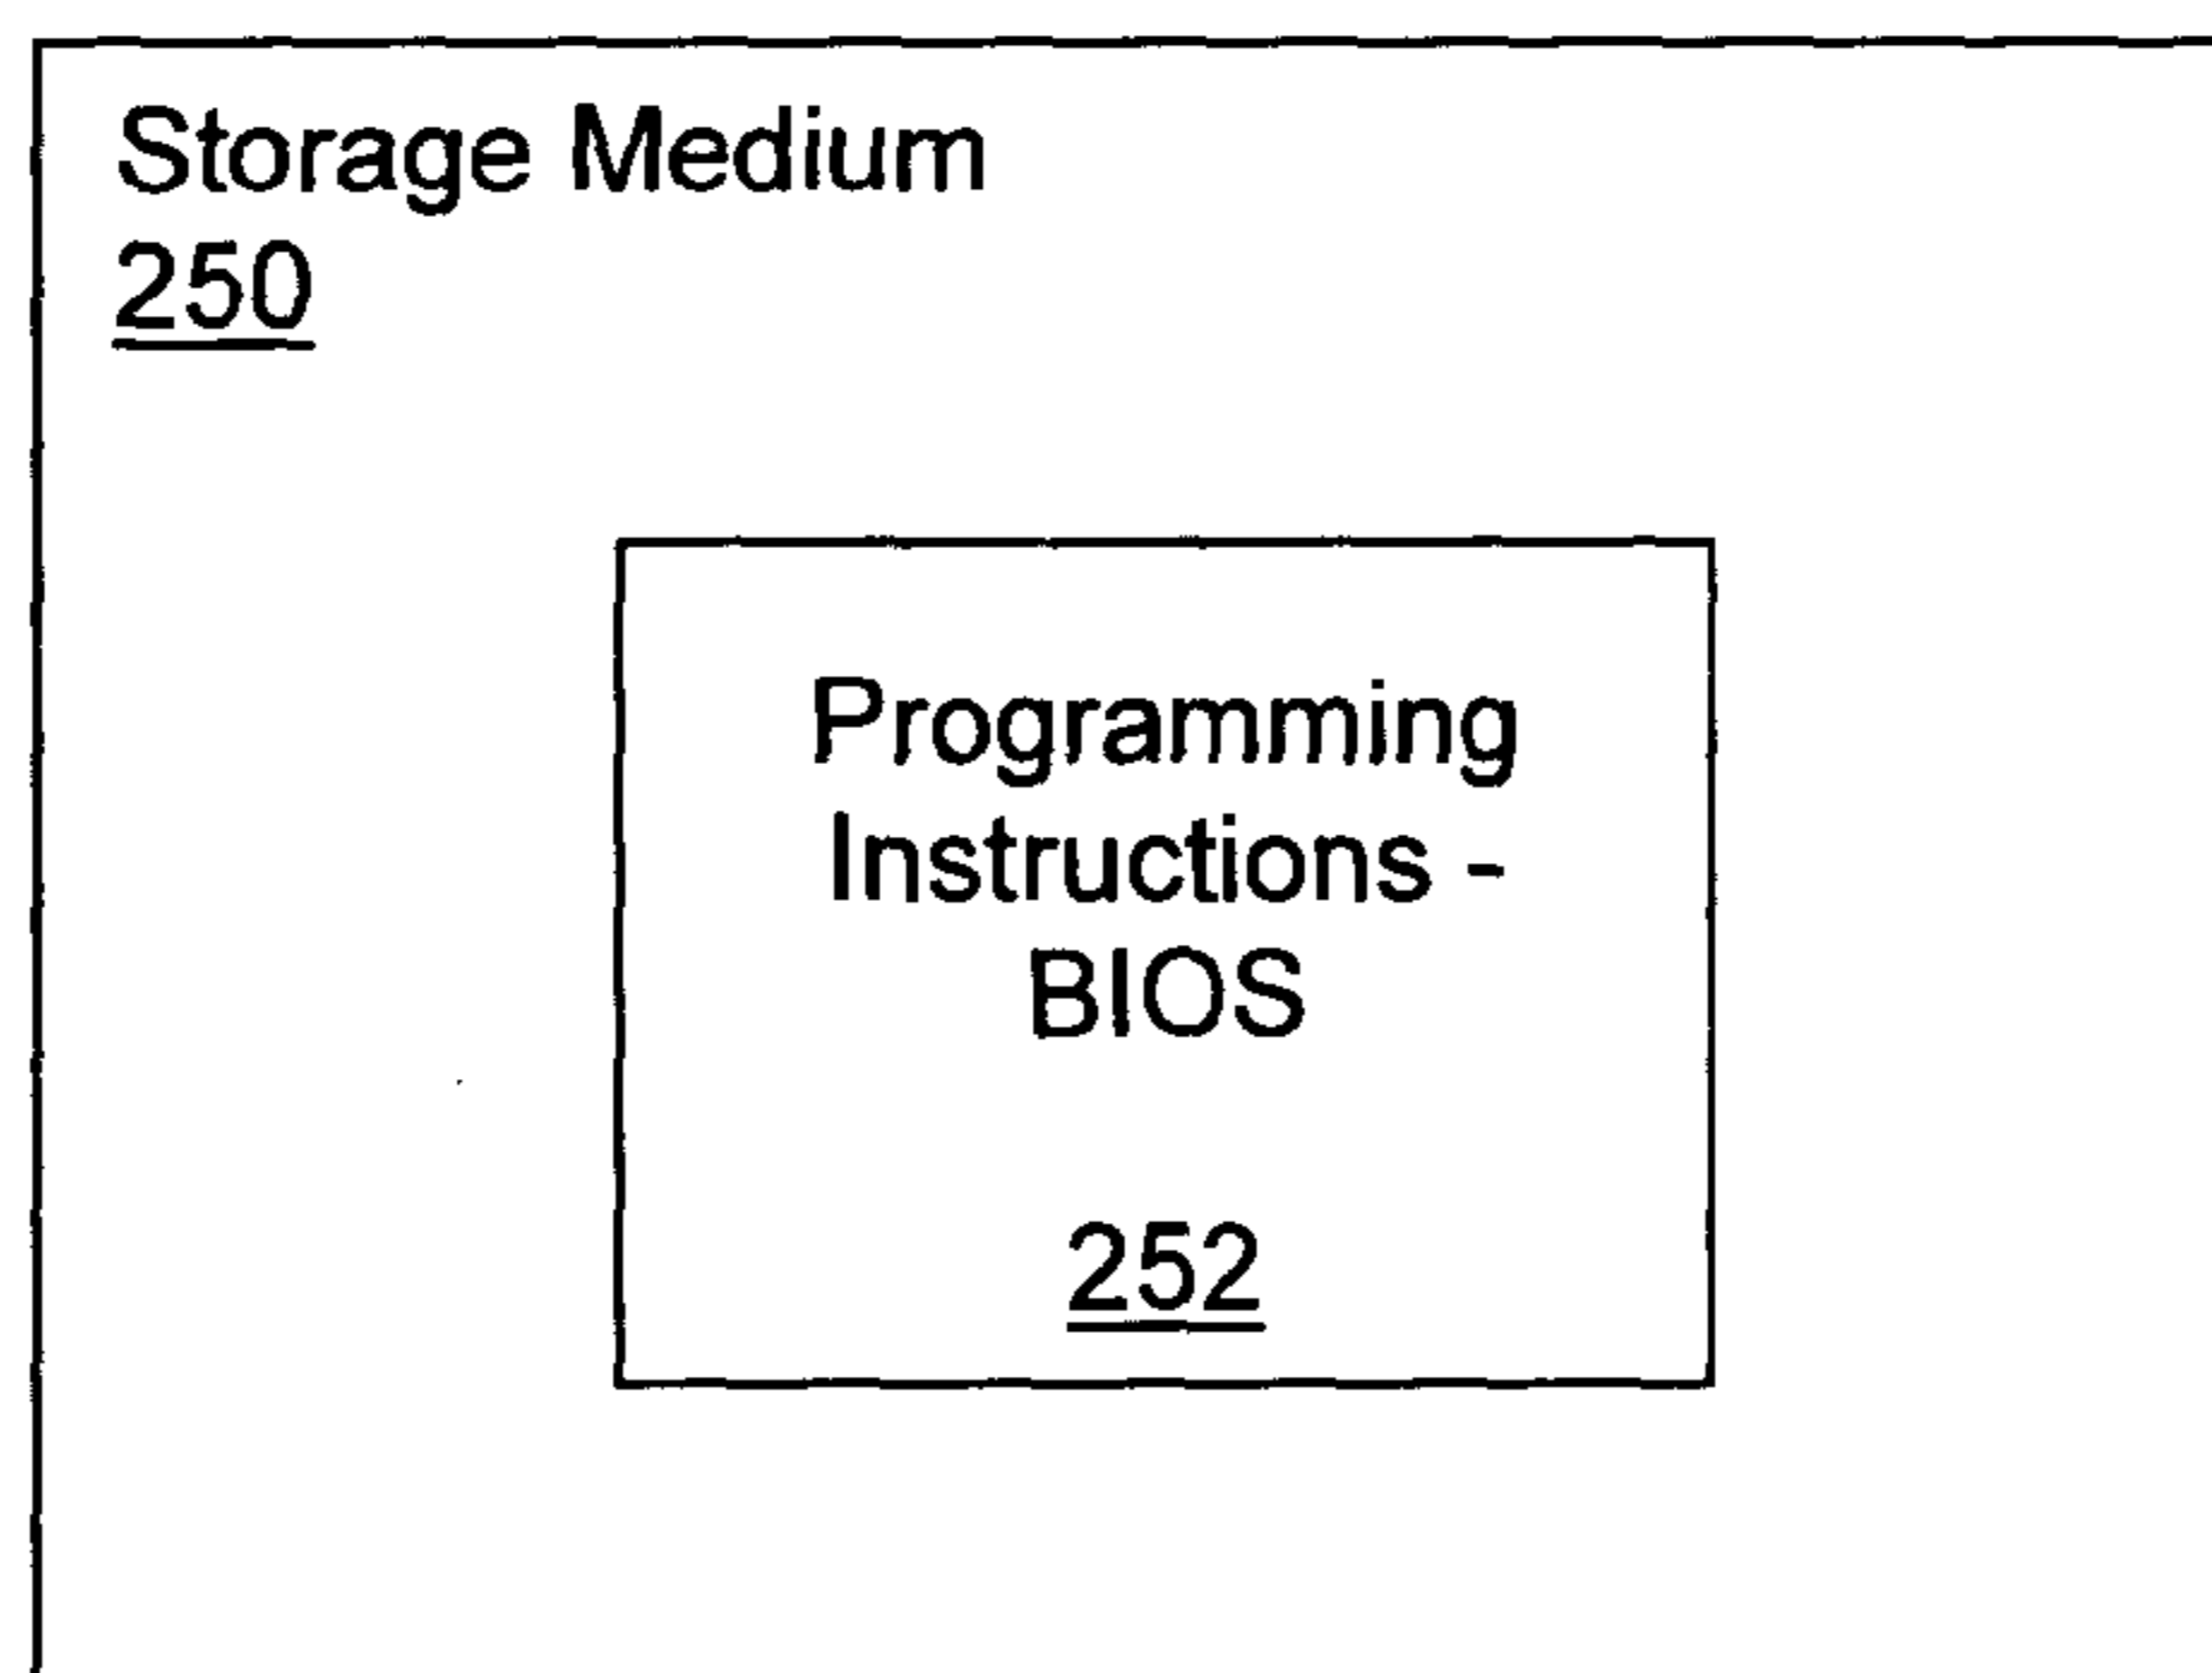 Storage Medium
250
Programming
Instructions -
BIOS
252